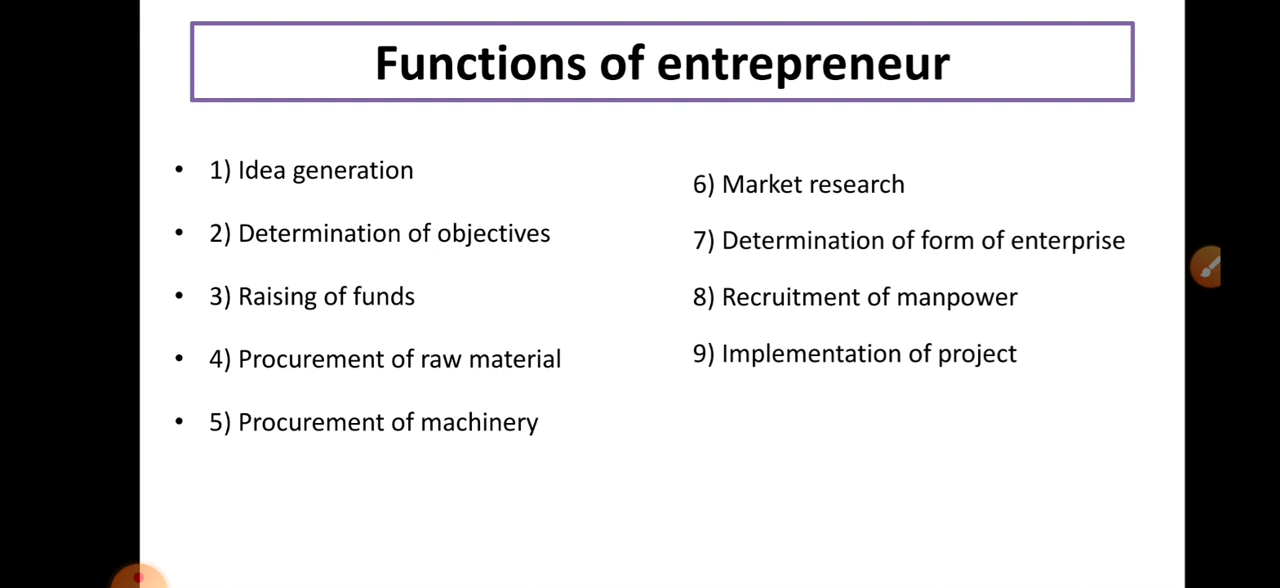 Functions of entrepreneur
• 1) Idea generation
• 2) Determination of objectives
• 3) Raising of funds
• 4) Procurement of raw material
• 5) Procurement of machinery
6) Market research
7) Determination of form of enterprise
8) Recruitment of manpower
9) Implementation of project